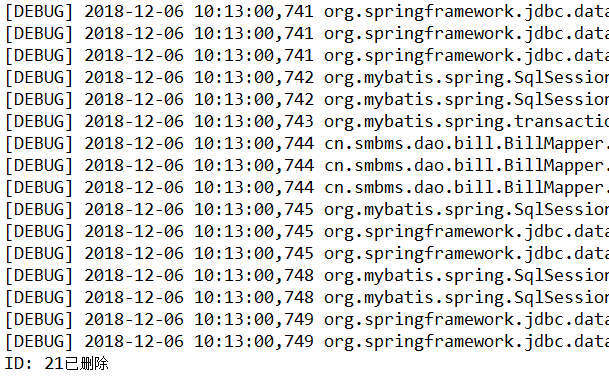 [DEBUG] 2018-12-06 10:13:00,741 org.springframework.jdbc.data
[DEBUG] 2018-12-06 10:13:00,741 org.springframework.jdbc.data
[DEBUG] 2018-12-06 10:13:00,741 org.springframework.jdbc.data
[DEBUG] 2018-12-06 10:13:00,742 org.mybatis.spring.SqlSession
[DEBUG] 2018-12-06 10:13:00,742 org.mybatis.spring.SqlSession
[DEBUG] 2018-12-06 10:13:00,743 org.mybatis.spring.transactio
[DEBUG] 2018-12-06 10:13:00,744 cn.smbms.dao.bill.BillMapper.
[DEBUG] 2018-12-06 10:13:00,744 cn.smbms.dao.bill.BillMapper.
[DEBUG] 2018-12-06 10:13:00,744 cn.smbms.dao.bill.BillMapper.
[DEBUG] 2018-12-06 10:13:00,745 org.mybatis.spring.SqlSession
[DEBUG] 2018-12-06 10:13:00,745 org.springframework.jdbc.data
[DEBUG] 2018-12-06 10:13:00,745 org.springframework.jdbc.data
[DEBUG] 2018-12-06 10:13:00,748 org.mybatis.spring.SqlSession
[DEBUG] 2018-12-06 10:13:00,748 org.mybatis.spring.SqlSession
[DEBUG] 2018-12-06 10:13:00,749 org.springframework.jdbc.data
[DEBUG] 2018-12-06 10:13:00,749 org.springframework.jdbc.data
ID: 21已删除